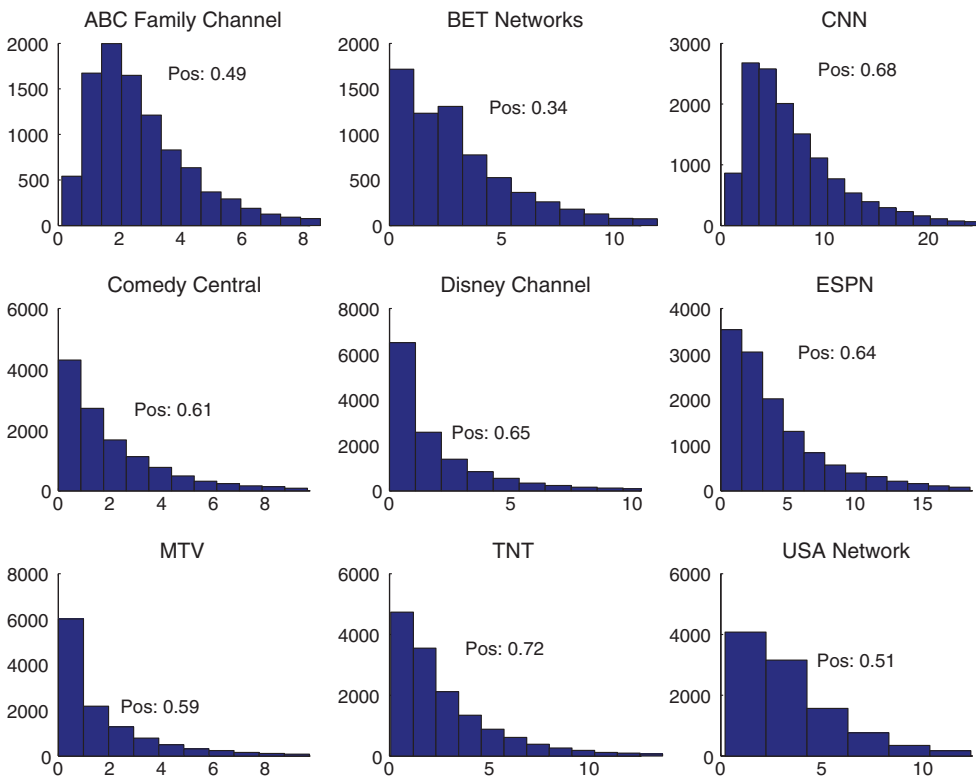 ABC Family Channel
2000
1500
1000
500
0
0 2 4 6 8
Pos: 0.49
BET Networks
2000
1500
1000
500
0
0 5 10
Pos: 0.34
CNN
3000
2000
1000
0
0 10 20
Pos: 0.68
Comedy Central
6000
4000
2000
0
0 2 4 6 8
Pos: 0.61
Disney Channel
8000
6000
4000
2000
0
0 5 10
Pos: 0.65
ESPN
4000
3000
2000
1000
0
0 5 10 15
Pos: 0.64
MTV
8000
6000
4000
2000
0
0 2 4 6 8
Pos: 0.59
TNT
6000
4000
2000
0
0 5 10
Pos: 0.72
USA Network
6000
4000
2000
0
0 5 10
Pos: 0.51